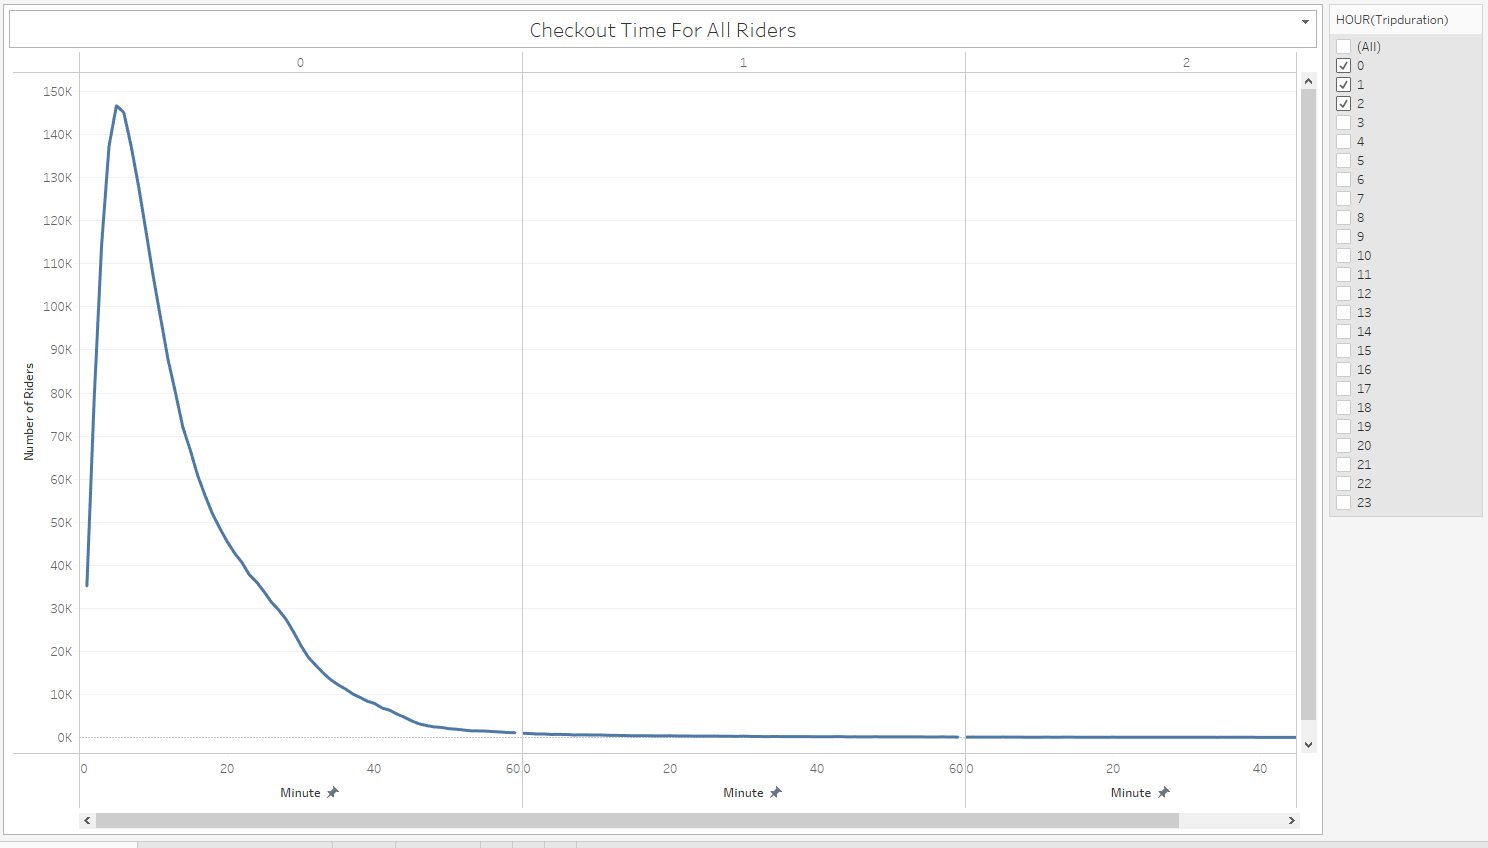 Checkout Time For All Riders
HOUR(Tripduration)
(All)
0
1
2
3
4
5
6
7
8
9
10
11
12
13
14
15
16
17
18
19
20
21
22
23
0 1 2
Number of Riders
150K
140K
130K
120K
110K
100K
90K
80K
70K
60K
50K
40K
30K
20K
10K
0K
0 20 40 60 0 20 40 60 0 20 40
Minute Minute Minute